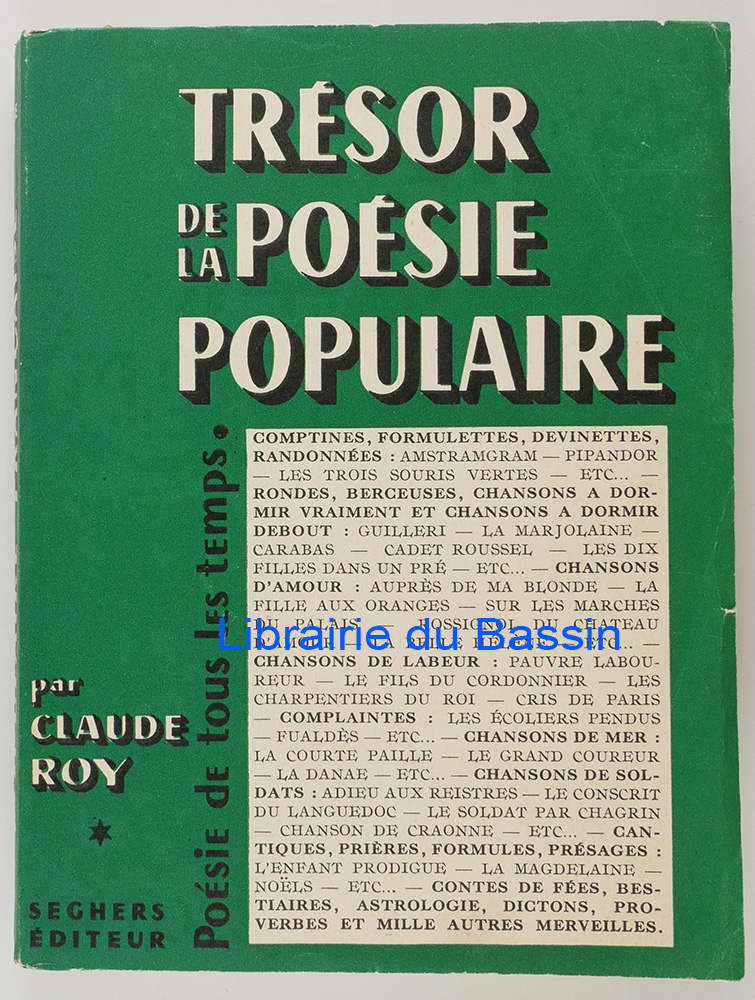 TRÉSOR
DE LA POÉSIE
POPULAIRE
Poésie de tous les temps.
COMPTINES, FORMULETTES, DEVINETTES,
RANDONNÉES : AMSTRAMGRAM — PIPANDOR
— LES TROIS SOURIS VERTES — ETC... —
RONDES, BERCEUSES, CHANSONS A DOR-
MIR VRAIMENT ET CHANSONS A DORMIR
DEBOUT : GUILLERI — LA MARJOLAINE —
CARABAS — CADET ROUSSEL — LES DIX
FILLES DANS UN PRÉ — ETC... — CHANSONS
D'AMOUR : AUPRÈS DE MA BLONDE — LA
FILLE AUX ORANGES — SUR LES MARCHES
DU PALAIS — ROSSIGNOL DU CHATEAU
D'AMOUR — LA BELLE — ETC... —
Librairie du Bassin
CHANSONS DE LABEUR : PAUVRE LABOU-
REUR — LE FILS DU CORDONNIER — LES
CHARPENTIERS DU ROI — CRIS DE PARIS
— COMPLAINTES : LES ÉCOLIERS PENDUS
— FUALDÈS — ETC... — CHANSONS DE MER :
LA COURTE PAILLE — LE GRAND COUREUR
— LA DANAE — ETC... — CHANSONS DE SOL-
DATS : ADIEU AUX REISTRES — LE CONSCRIT
DU LANGUEDOC — LE SOLDAT PAR CHAGRIN
— CHANSON DE CRAONNE — ETC... — CAN-
TIQUES, PRIÈRES, FORMULES, PRÉSAGES :
L'ENFANT PRODIGUE — LA MAGDELAINE —
NOËLS — ETC... — CONTES DE FÉES, BES-
TIAIRES, ASTROLOGIE, DICTONS, PRO-
VERBES ET MILLE AUTRES MERVEILLES.
par
CLAUDE
ROY
SEGHERS
ÉDITEUR